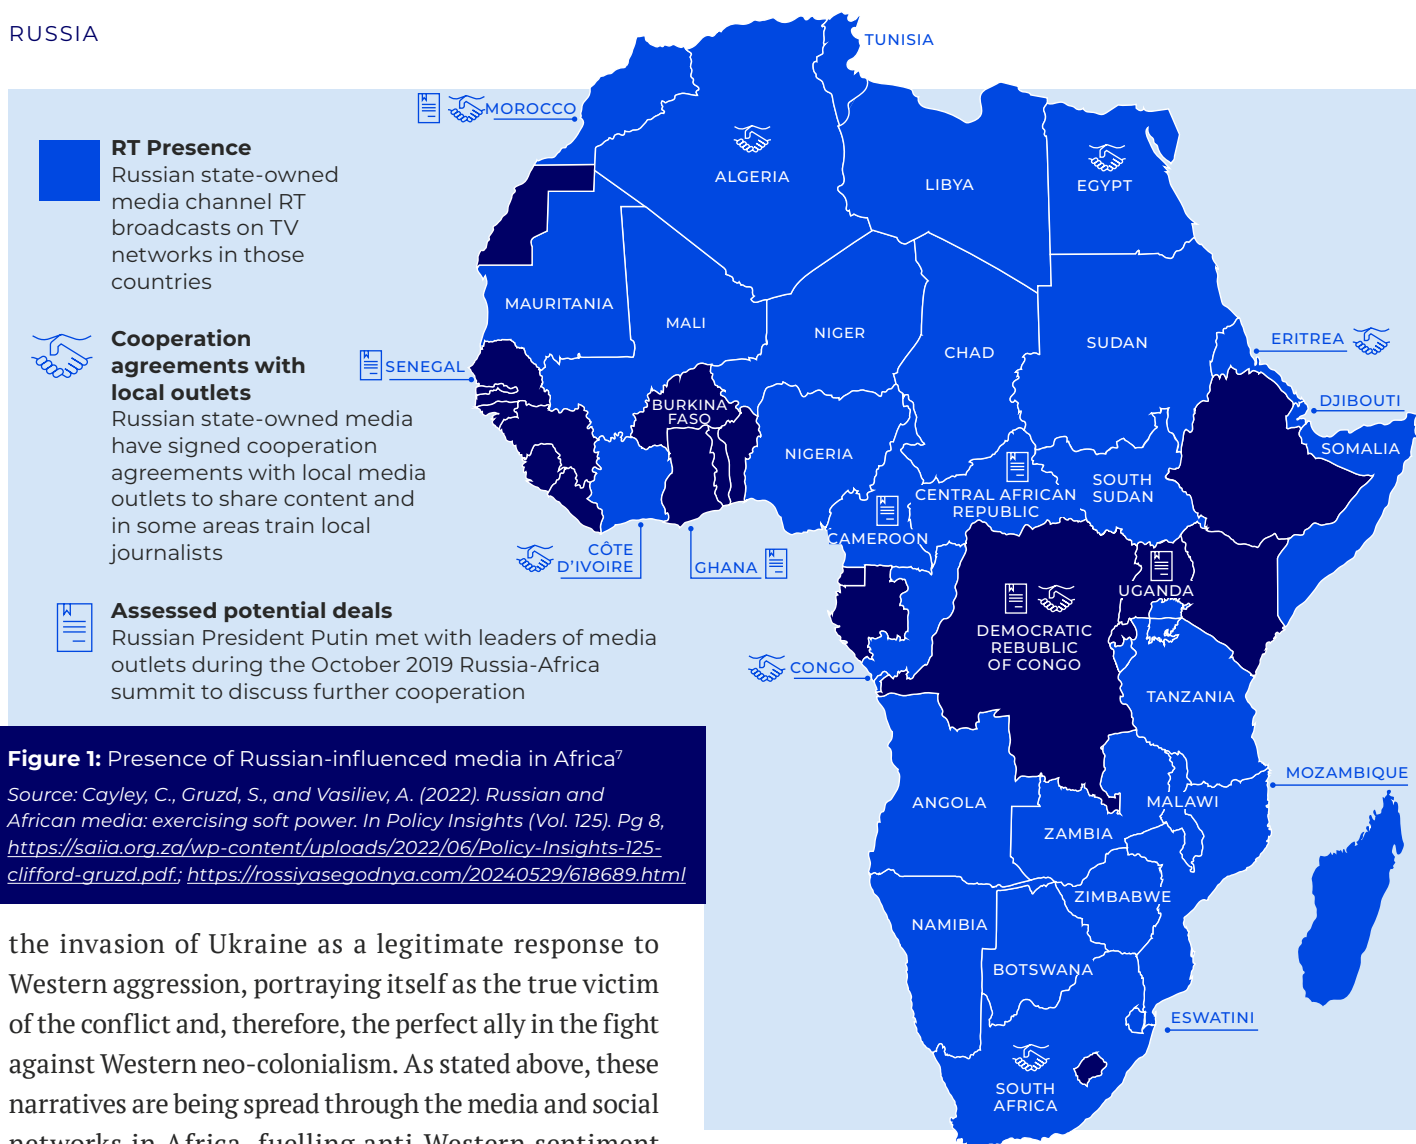 RUSSIA
RT Presence
Russian state-owned
media channel RT
broadcasts on TV
networks in those
countries
Cooperation
agreements with
local outlets
Russian state-owned media
have signed cooperation
agreements with local media
outlets to share content and
in some areas train local
journalists
Assessed potential deals
Russian President Putin met with leaders of media
outlets during the October 2019 Russia-Africa
summit to discuss further cooperation
TUNISIA
MOROCCO
ALGERIA
LIBYA
EGYPT
MAURITANIA
MALI
NIGER
CHAD
SUDAN
ERITREA
SENEGAL
DJIBOUTI
BURKINA
FASO
NIGERIA
SOMALIA
CENTRAL AFRICAN
REPUBLIC
SOUTH
SUDAN
CAMEROON
CÔTE
D'IVOIRE
GHANA
UGANDA
DEMOCRATIC
REBUBLIC
OF CONGO
CONGO
TANZANIA
MOZAMBIQUE
ANGOLA
MALAWI
ZAMBIA
ZIMBABWE
NAMIBIA
BOTSWANA
ESWATINI
SOUTH
AFRICA
Figure 1: Presence of Russian-influenced media in Africa⁷
Source: Cayley, C., Gruzd, S., and Vasiliev, A. (2022). Russian and
African media: exercising soft power. In Policy Insights (Vol. 125). Pg 8,
https://saiia.org.za/wp-content/uploads/2022/06/Policy-Insights-125-
clifford-gruzd.pdf.; https://rossiyasegodnya.com/20240529/618689.html
the invasion of Ukraine as a legitimate response to
Western aggression, portraying itself as the true victim
of the conflict and, therefore, the perfect ally in the fight
against Western neo-colonialism. As stated above, these
narratives are being spread through the media and social
networks in Africa, fuelling anti-Western sentiment